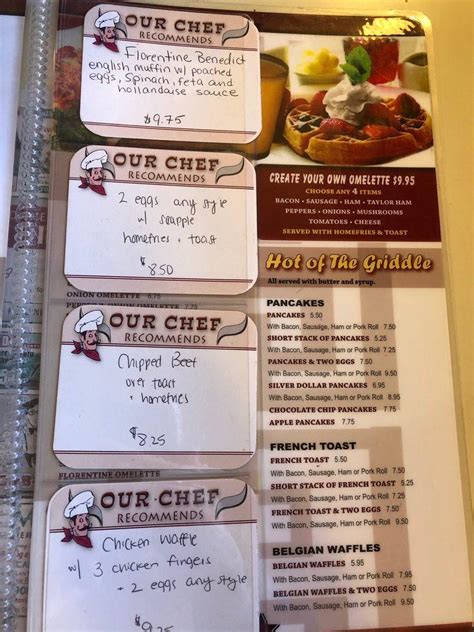 OUR CHEF
RECOMMENDS
Florentine Benedict
english muffin w/ poached
eggs, spinach, feta and
hollandaise sauce
$9.75
OUR CHEF
RECOMMENDS
2 eggs any style
w/ scrapple
homefries + toast
$8.50
ONION OMELETTE 6.75
OUR CHEF
RECOMMENDS
Chipped Beef
over toast
+ homefries
$8.25
FLORENTINE OMELETTE
OUR CHEF
RECOMMENDS
Chicken Waffle
w/ 3 chicken fingers
+ 2 eggs any style
CREATE YOUR OWN OMELETTE $9.95
CHOOSE ANY 4 ITEMS
BACON • SAUSAGE • HAM • TAYLOR HAM
PEPPERS • ONIONS • MUSHROOMS
TOMATOES • CHEESE
SERVED WITH HOMEFRIES & TOAST
Hot of The Griddle
All served with butter and syrup.
PANCAKES
PANCAKES 5.50
With Bacon, Sausage, Ham or Pork Roll 7.50
SHORT STACK OF PANCAKES 5.25
With Bacon, Sausage, Ham or Pork Roll 7.25
PANCAKES & TWO EGGS 7.50
With Bacon, Sausage, Ham or Pork Roll 9.50
SILVER DOLLAR PANCAKES 6.95
With Bacon, Sausage, Ham or Pork Roll 8.95
CHOCOLATE CHIP PANCAKES 7.75
APPLE PANCAKES 7.75
FRENCH TOAST
FRENCH TOAST 5.50
With Bacon, Sausage, Ham or Pork Roll 7.50
SHORT STACK OF FRENCH TOAST 5.25
With Bacon, Sausage, Ham or Pork Roll 7.25
FRENCH TOAST & TWO EGGS 7.50
With Bacon, Sausage, Ham or Pork Roll 9.50
BELGIAN WAFFLES
BELGIAN WAFFLES 5.95
With Bacon, Sausage, Ham or Pork Roll 7.95
BELGIAN WAFFLES & TWO EGGS 7.95
With Bacon, Sausage, Ham or Pork Roll 9.95